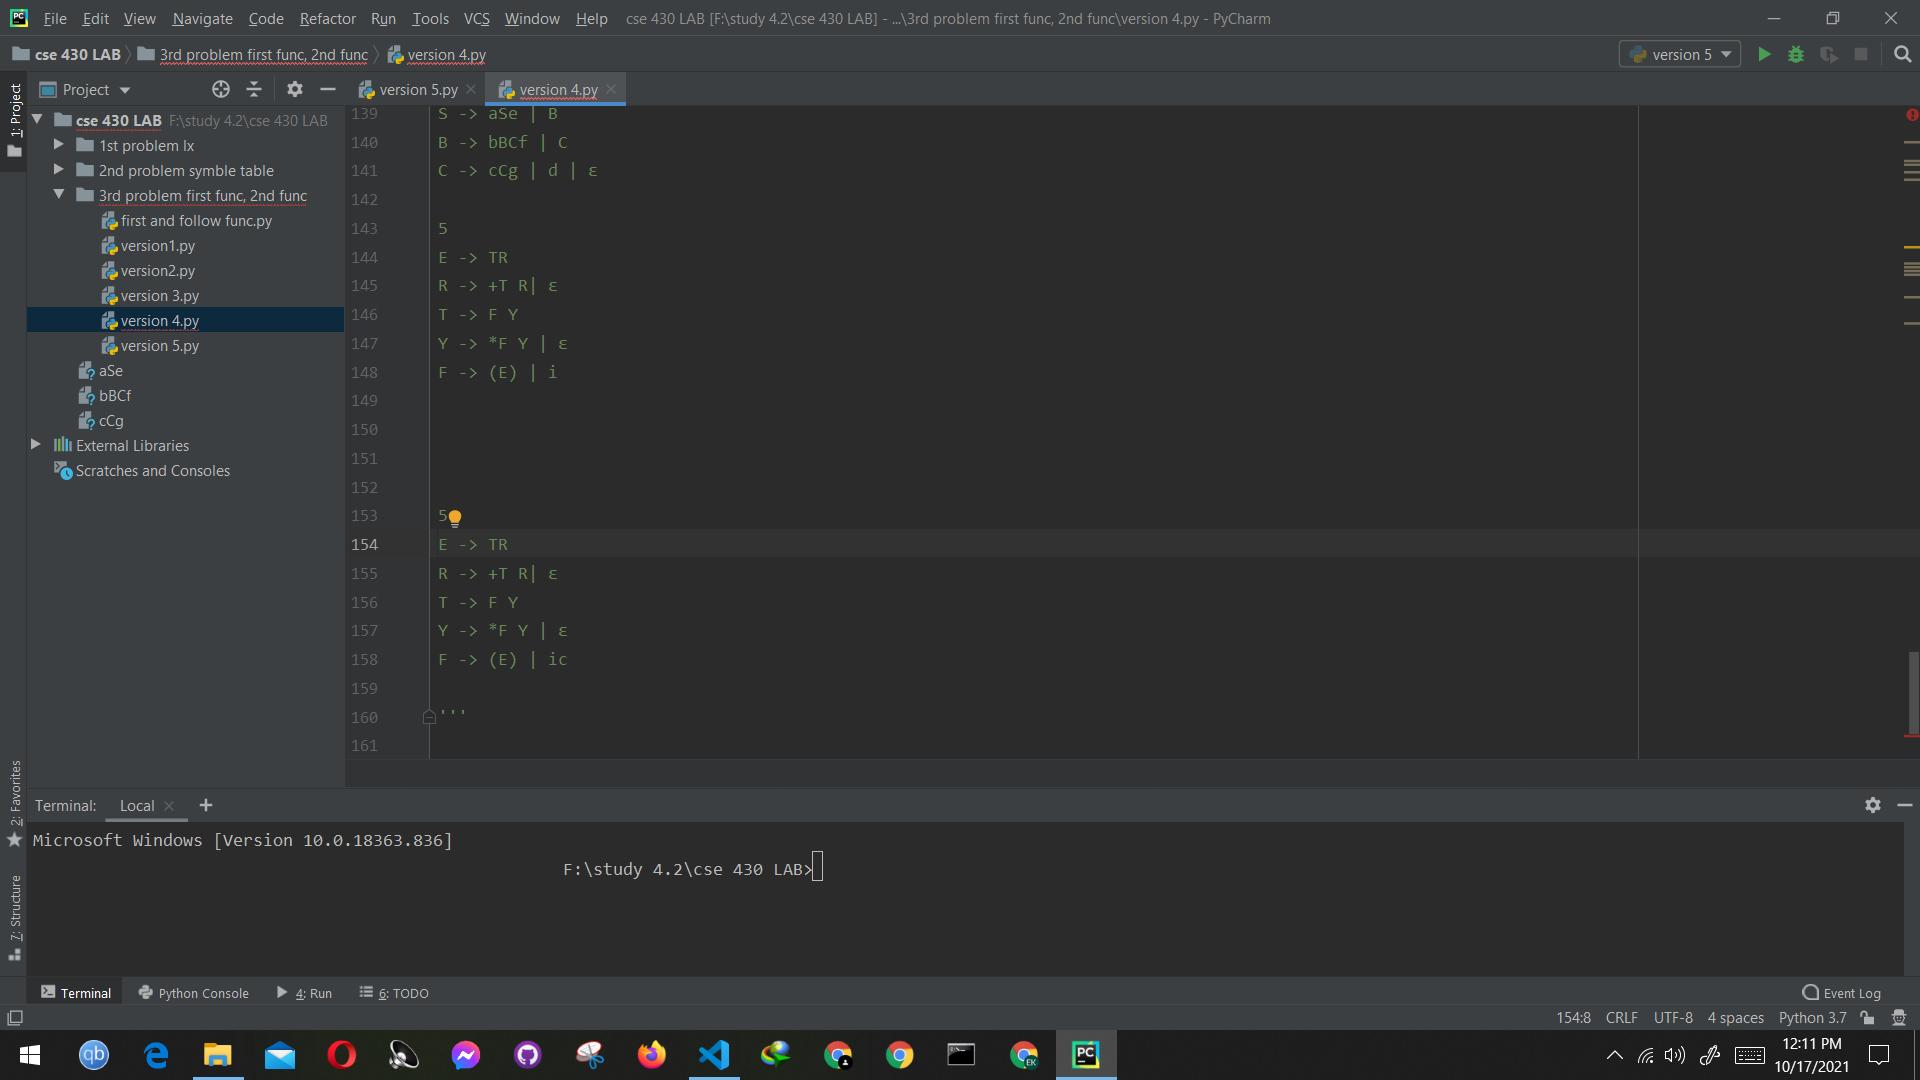 File Edit View Navigate Code Refactor Run Tools VCS Window Help cse 430 LAB [F:\study 4.2\cse 430 LAB] - ...\3rd problem first func, 2nd func\version 4.py - PyCharm
cse 430 LAB 3rd problem first func, 2nd func version 4.py version 5
1: Project
Project version 5.py version 4.py
cse 430 LAB F:\study 4.2\cse 430 LAB
1st problem lx
2nd problem symble table
3rd problem first func, 2nd func
first and follow func.py
version1.py
version2.py
version 3.py
version 4.py
version 5.py
aSe
bBCf
cCg
External Libraries
Scratches and Consoles
139 S -> aSe | B
140 B -> bBCf | C
141 C -> cCg | d | ε
142
143 5
144 E -> TR
145 R -> +T R| ε
146 T -> F Y
147 Y -> *F Y | ε
148 F -> (E) | i
149
150
151
152
153 5
154 E -> TR
155 R -> +T R| ε
156 T -> F Y
157 Y -> *F Y | ε
158 F -> (E) | ic
159
160 '''
161
2: Favorites
7: Structure
Terminal: Local
Microsoft Windows [Version 10.0.18363.836]
F:\study 4.2\cse 430 LAB>
Terminal Python Console 4: Run 6: TODO Event Log
154:8 CRLF UTF-8 4 spaces Python 3.7
qb EK PC 12:11 PM
10/17/2021